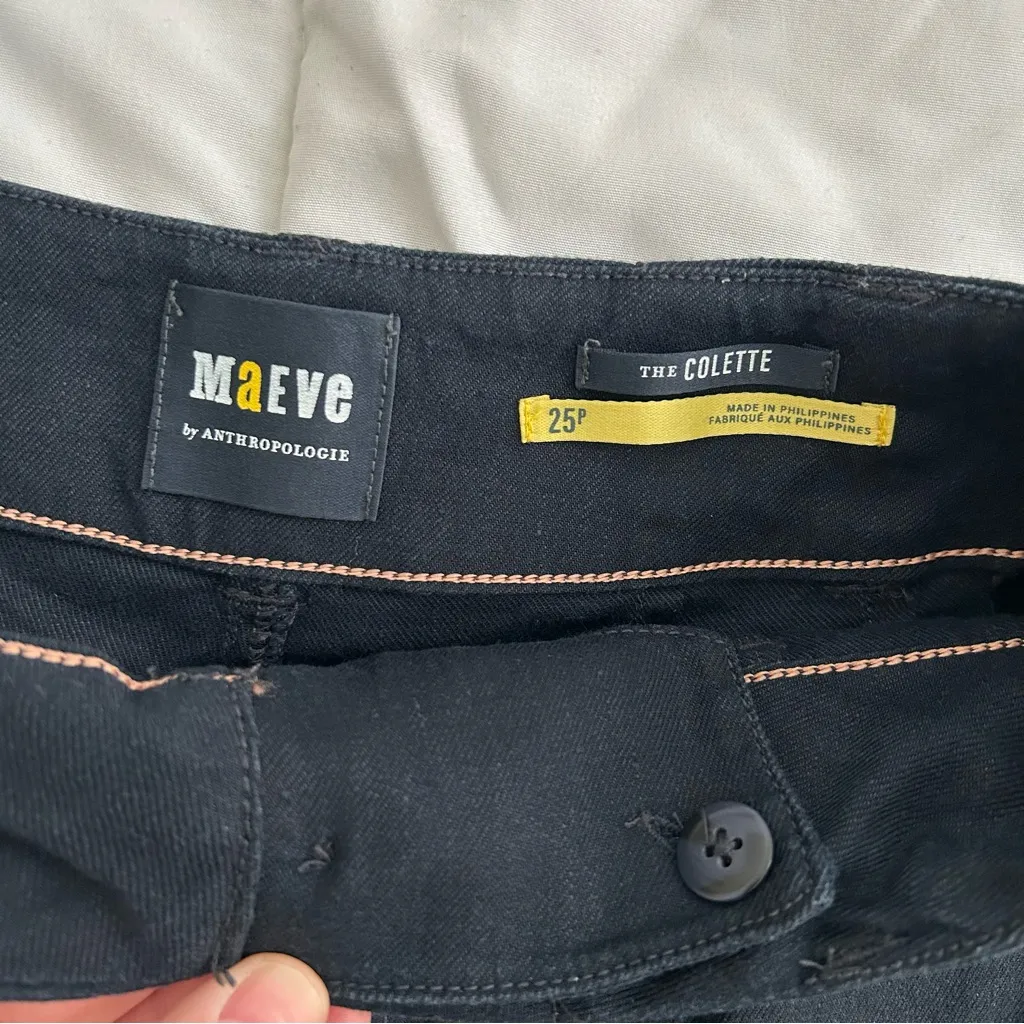 MaEVe
by ANTHROPOLOGIE
THE COLETTE
25P
MADE IN PHILIPPINES
FABRIQUÉ AUX PHILIPPINES